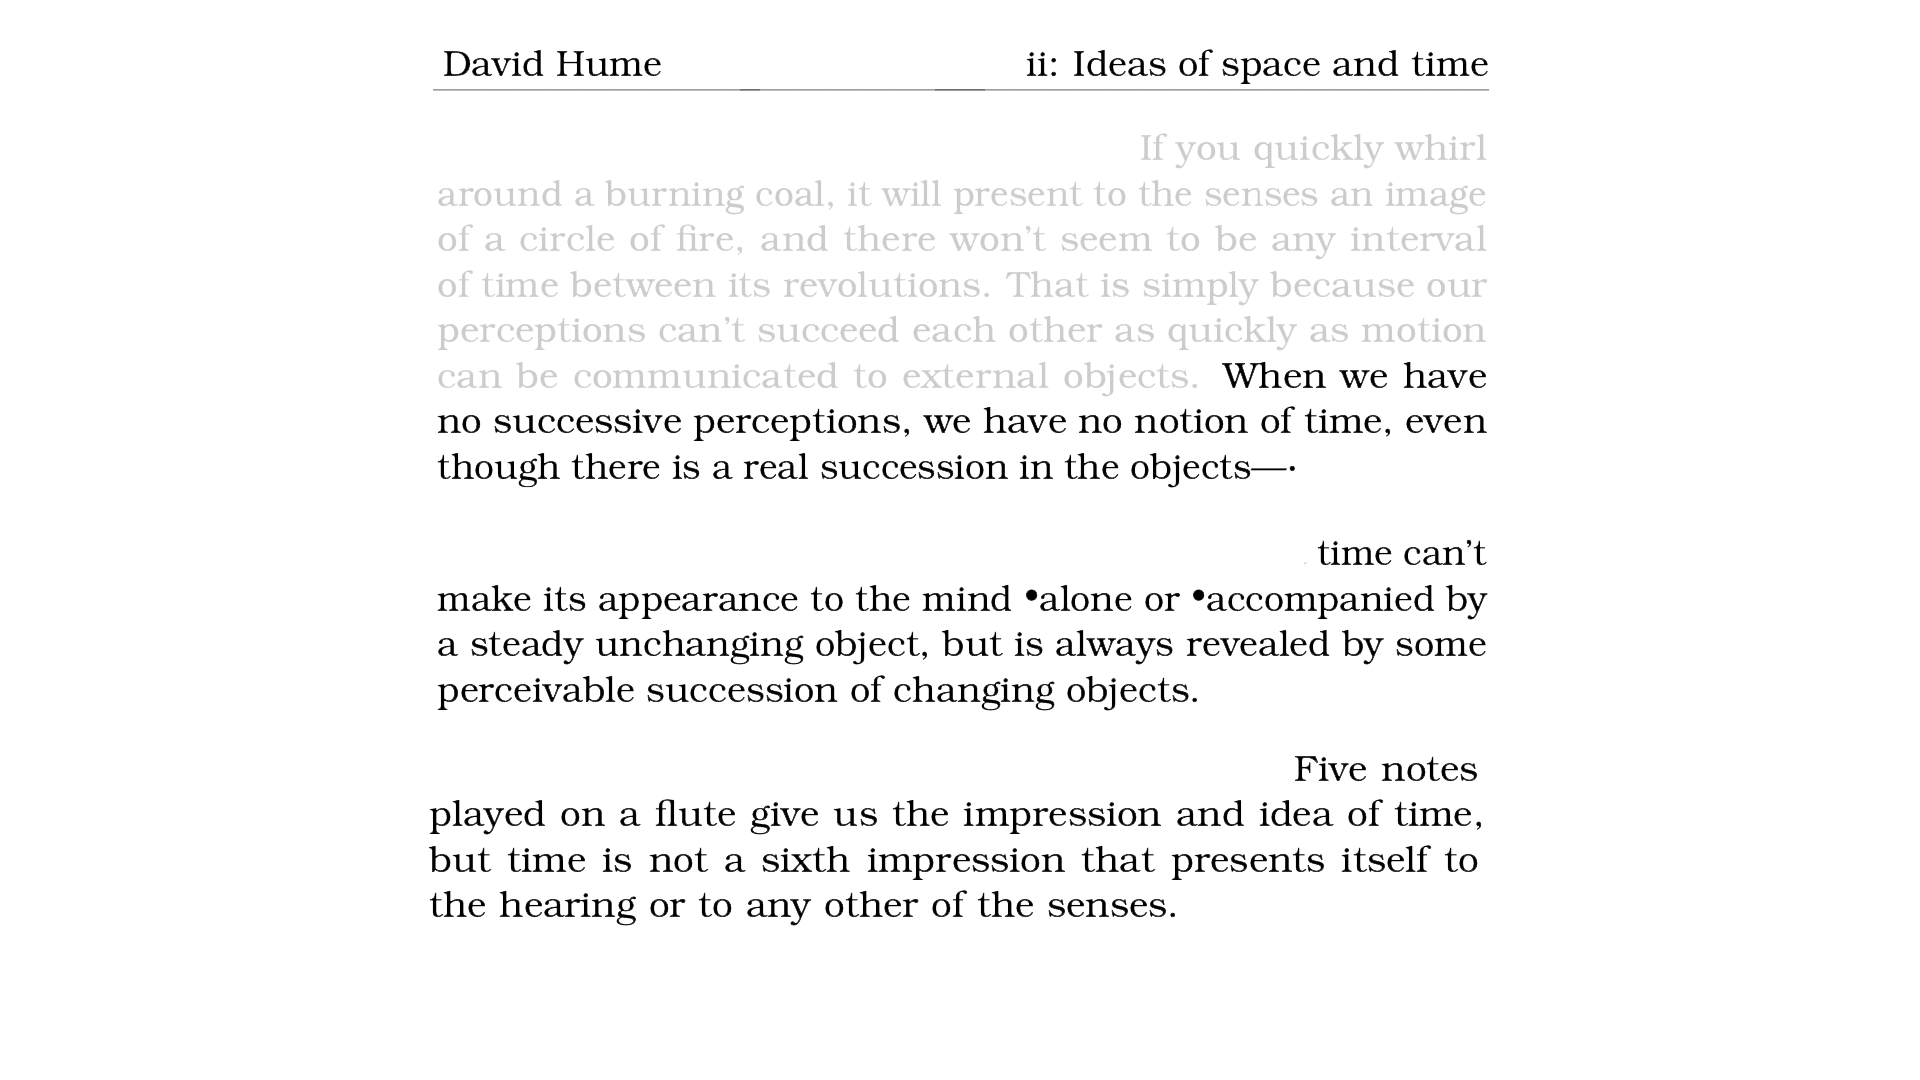 David Hume ii: Ideas of space and time
If you quickly whirl
around a burning coal, it will present to the senses an image
of a circle of fire, and there won’t seem to be any interval
of time between its revolutions. That is simply because our
perceptions can’t succeed each other as quickly as motion
can be communicated to external objects. When we have
no successive perceptions, we have no notion of time, even
though there is a real succession in the objects—·
time can’t
make its appearance to the mind •alone or •accompanied by
a steady unchanging object, but is always revealed by some
perceivable succession of changing objects.
Five notes
played on a flute give us the impression and idea of time,
but time is not a sixth impression that presents itself to
the hearing or to any other of the senses.